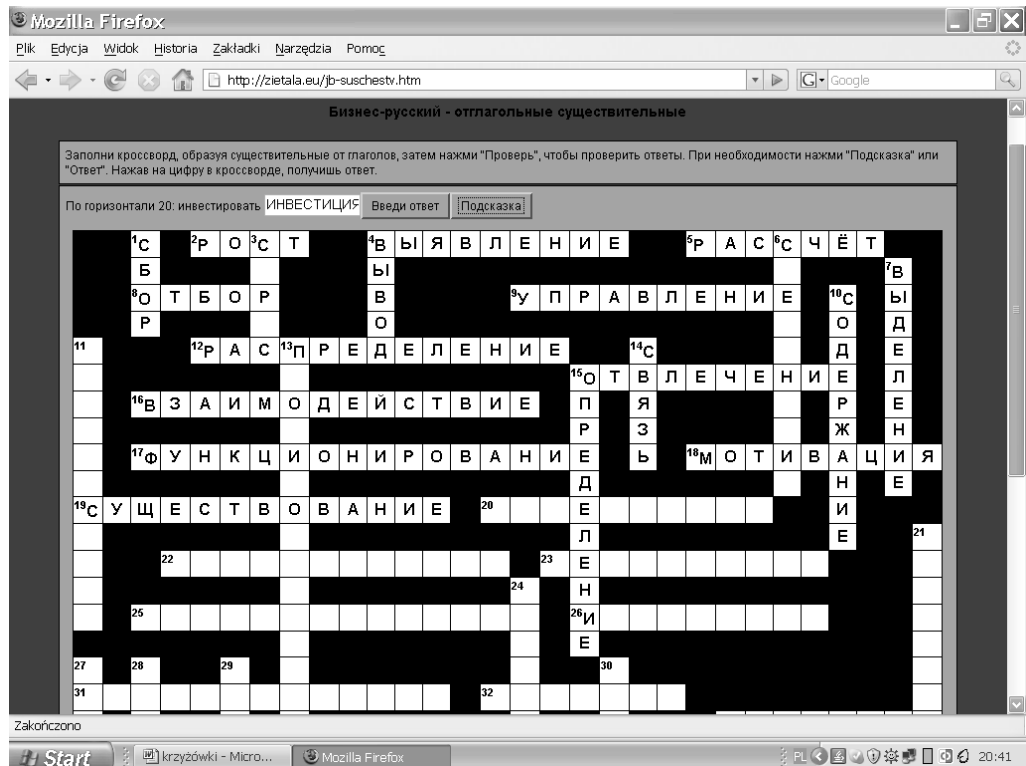 Mozilla Firefox
Plik Edycja Widok Historia Zakładki Narzędzia Pomoc
http://zietala.eu/jb-suschestv.htm G Google
Бизнес-русский - отглагольные существительные
Заполни кроссворд, образуя существительные от глаголов, затем нажми "Проверь", чтобы проверить ответы. При необходимости нажми "Подсказка" или
"Ответ". Нажав на цифру в кроссворде, получишь ответ.
По горизонтали 20: инвестировать ИНВЕСТИЦИЯ Введи ответ Подсказка
1 С 2 Р О 3 С Т 4 В Ы Я В Л Е Н И Е 5 Р А С 6 С Ч Ё Т
Б Ы 7 В
8 О Т Б О Р В 9 У П Р А В Л Е Н И Е 10 С Ы
Р О О Д
11 12 Р А С 13 П Р Е Д Е Л Е Н И Е 14 С Д Е
15 О Т В Л Е Ч Е Н И Е Л
16 В З А И М О Д Е Й С Т В И Е П Я Р Е
Р З Ж Н
17 Ф У Н К Ц И О Н И Р О В А Н И Е Ь 18 М О Т И В А Ц И Я
Д Н Е
19 С У Щ Е С Т В О В А Н И Е 20 Е И
Л Е 21
22 23 Е
24 Н
25 26 И
Е
27 28 29 30
31 32
Zakończono
Start krzyżówki - Micro... Mozilla Firefox PL 20:41